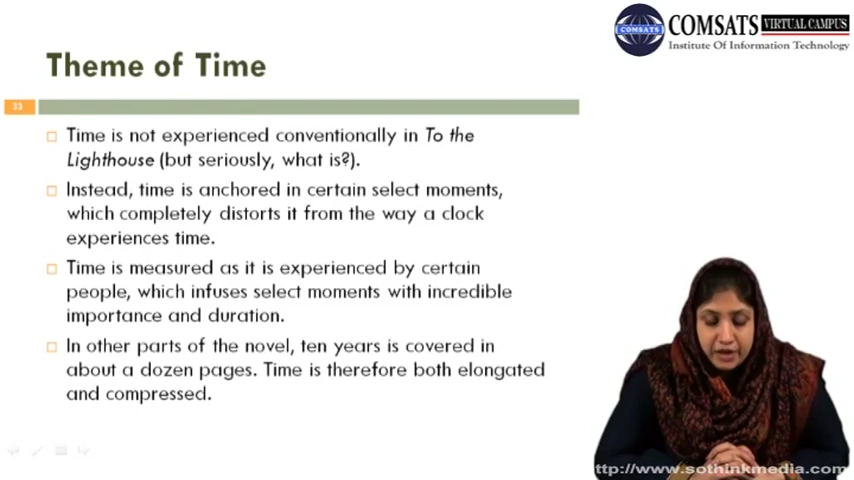 COMSATS VIRTUAL CAMPUS
COMSATS
Institute Of Information Technology
Theme of Time
33
Time is not experienced conventionally in To the
Lighthouse (but seriously, what is?).
Instead, time is anchored in certain select moments,
which completely distorts it from the way a clock
experiences time.
Time is measured as it is experienced by certain
people, which infuses select moments with incredible
importance and duration.
In other parts of the novel, ten years is covered in
about a dozen pages. Time is therefore both elongated
and compressed.
ttp://www.sothinkmedia.com